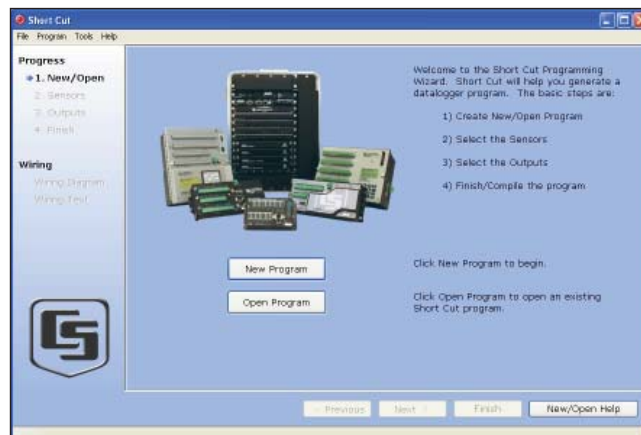 Short Cut
File Program Tools Help
Progress
1. New/Open
2. Sensors
3. Outputs
4. Finish
Wiring
Wiring Diagram
Wiring Text
Welcome to the Short Cut Programming
Wizard. Short Cut will help you generate a
datalogger program. The basic steps are:
1) Create New/Open Program
2) Select the Sensors
3) Select the Outputs
4) Finish/Compile the program
New Program
Click New Program to begin.
Open Program
Click Open Program to open an existing
Short Cut program.
< Previous
Next >
Finish
New/Open Help